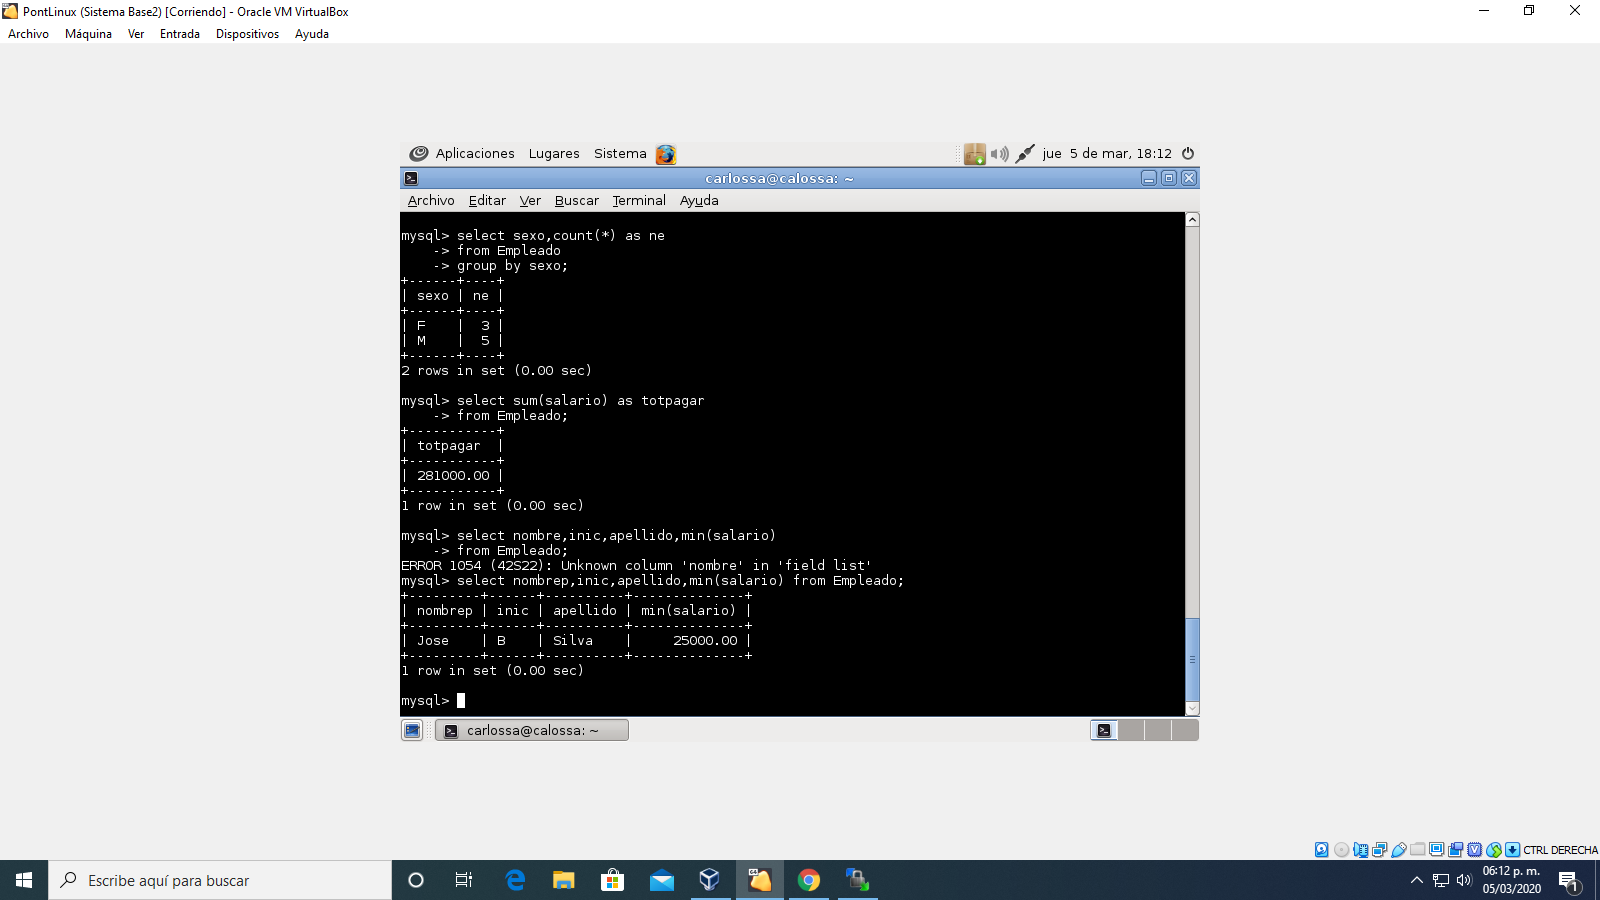 PontLinux (Sistema Base2) [Corriendo] - Oracle VM VirtualBox
Archivo Máquina Ver Entrada Dispositivos Ayuda
Aplicaciones Lugares Sistema jue 5 de mar, 18:12
carlossa@calossa: ~
Archivo Editar Ver Buscar Terminal Ayuda
mysql> select sexo,count(*) as ne
    -> from Empleado
    -> group by sexo;
+------+----+
| sexo | ne |
+------+----+
| F    |  3 |
| M    |  5 |
+------+----+
2 rows in set (0.00 sec)
mysql> select sum(salario) as totpagar
    -> from Empleado;
+-----------+
| totpagar  |
+-----------+
| 281000.00 |
+-----------+
1 row in set (0.00 sec)
mysql> select nombre,inic,apellido,min(salario)
    -> from Empleado;
ERROR 1054 (42S22): Unknown column 'nombre' in 'field list'
mysql> select nombrep,inic,apellido,min(salario) from Empleado;
+---------+------+----------+--------------+
| nombrep | inic | apellido | min(salario) |
+---------+------+----------+--------------+
| Jose    | B    | Silva    |     25000.00 |
+---------+------+----------+--------------+
1 row in set (0.00 sec)
mysql>
carlossa@calossa: ~
CTRL DERECHA
Escribe aquí para buscar
06:12 p. m.
05/03/2020
1